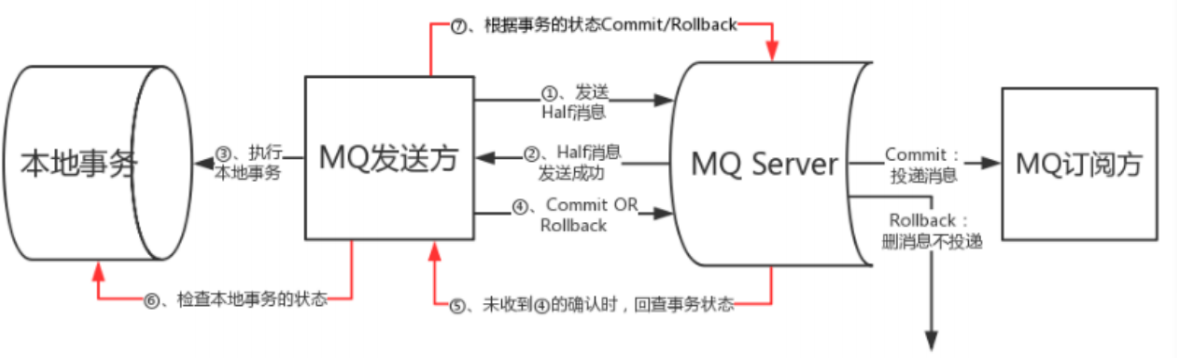 ⑦、根据事务的状态Commit/Rollback
①、发送
Half消息
本地事务
③、执行
本地事务
MQ发送方
②、Half消息
发送成功
MQ Server
Commit：
投递消息
MQ订阅方
④、Commit OR
Rollback
Rollback：
删消息不投递
⑥、检查本地事务的状态
⑤、未收到④的确认时，回查事务状态